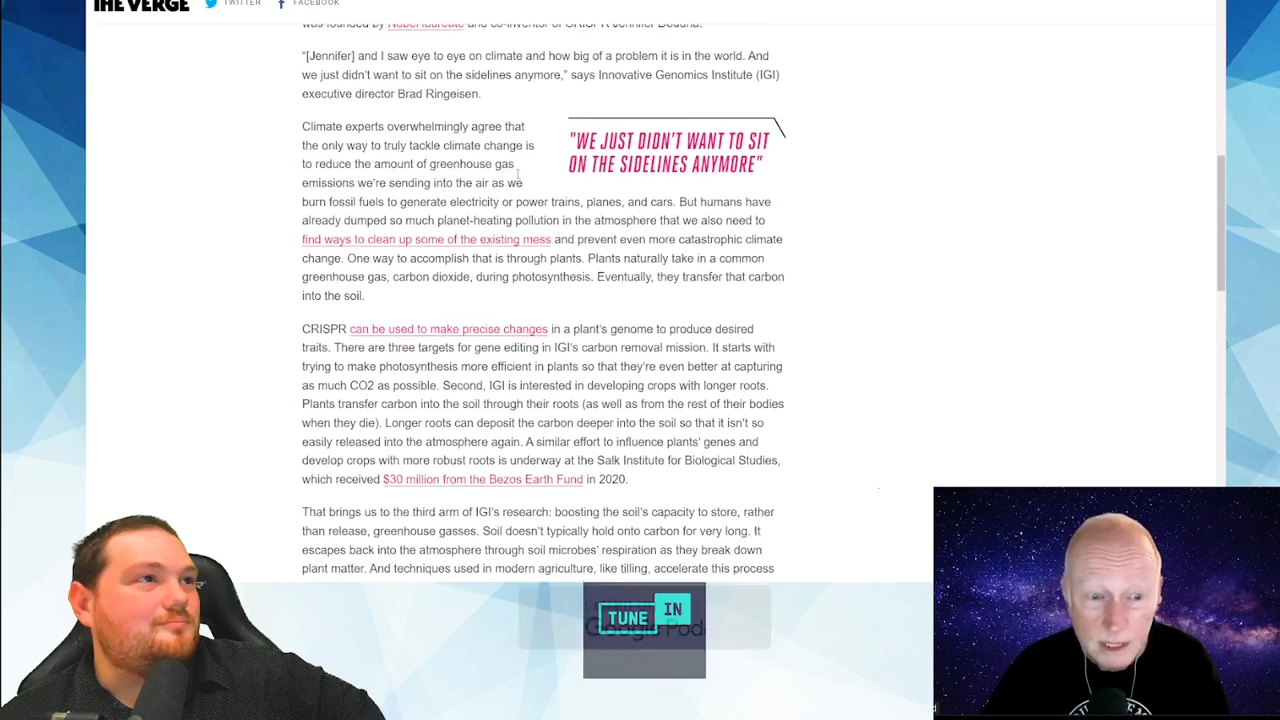 THE VERGE
TWITTER
FACEBOOK
was founded by Nobel laureate and co-inventor of CRISPR Jennifer Doudna.
“[Jennifer] and I saw eye to eye on climate and how big of a problem it is in the world. And
we just didn’t want to sit on the sidelines anymore,” says Innovative Genomics Institute (IGI)
executive director Brad Ringeisen.
Climate experts overwhelmingly agree that
the only way to truly tackle climate change is
to reduce the amount of greenhouse gas
emissions we’re sending into the air as we
"WE JUST DIDN’T WANT TO SIT
ON THE SIDELINES ANYMORE"
burn fossil fuels to generate electricity or power trains, planes, and cars. But humans have
already dumped so much planet-heating pollution in the atmosphere that we also need to
find ways to clean up some of the existing mess and prevent even more catastrophic climate
change. One way to accomplish that is through plants. Plants naturally take in a common
greenhouse gas, carbon dioxide, during photosynthesis. Eventually, they transfer that carbon
into the soil.
CRISPR can be used to make precise changes in a plant’s genome to produce desired
traits. There are three targets for gene editing in IGI’s carbon removal mission. It starts with
trying to make photosynthesis more efficient in plants so that they’re even better at capturing
as much CO2 as possible. Second, IGI is interested in developing crops with longer roots.
Plants transfer carbon into the soil through their roots (as well as from the rest of their bodies
when they die). Longer roots can deposit the carbon deeper into the soil so that it isn’t so
easily released into the atmosphere again. A similar effort to influence plants’ genes and
develop crops with more robust roots is underway at the Salk Institute for Biological Studies,
which received $30 million from the Bezos Earth Fund in 2020.
That brings us to the third arm of IGI’s research: boosting the soil’s capacity to store, rather
than release, greenhouse gasses. Soil doesn’t typically hold onto carbon for very long. It
escapes back into the atmosphere through soil microbes’ respiration as they break down
plant matter. And techniques used in modern agriculture, like tilling, accelerate this process
TUNE IN